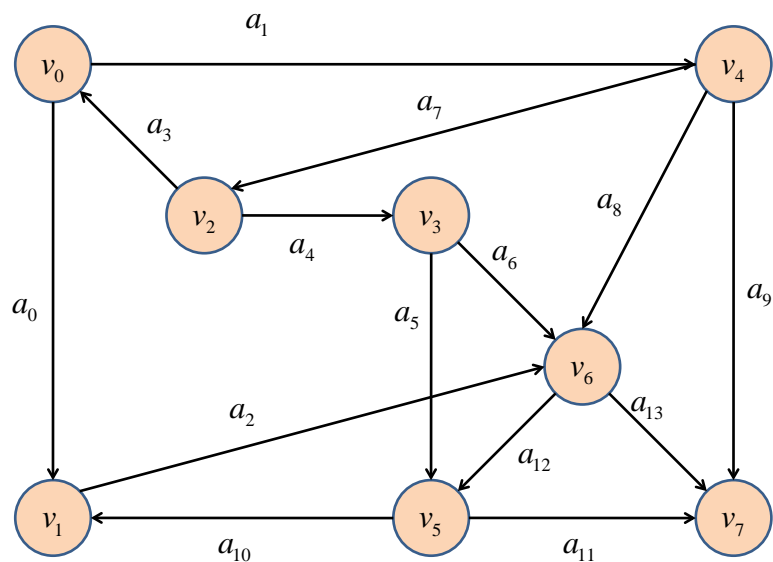 a₁
v₀
v₄
a₃
a₇
v₂
v₃
a₈
a₄
a₆
a₀
a₅
a₉
v₆
a₂
a₁₃
a₁₂
v₁
v₅
v₇
a₁₀
a₁₁